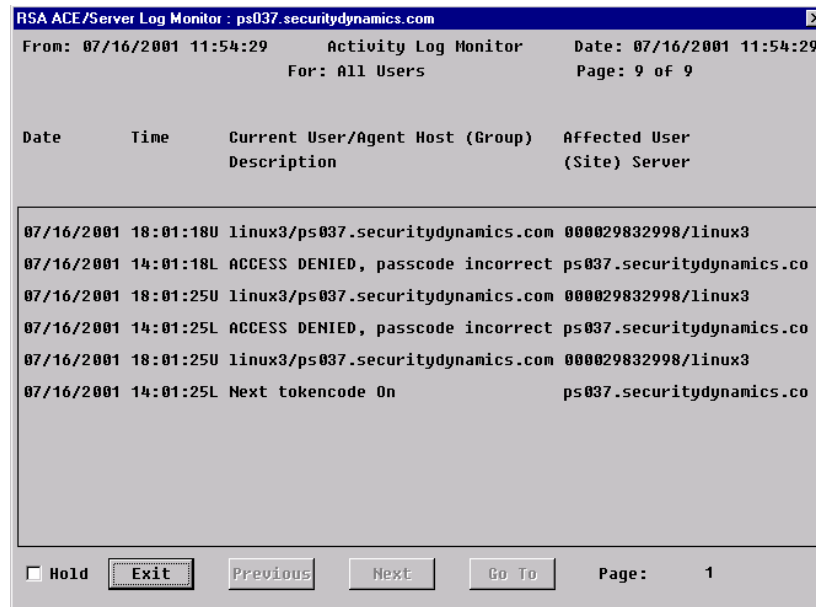 RSA ACE/Server Log Monitor : ps037.securitydynamics.com
From: 07/16/2001 11:54:29 Activity Log Monitor Date: 07/16/2001 11:54:29
For: All Users Page: 9 of 9
Date Time Current User/Agent Host (Group) Affected User
Description (Site) Server
07/16/2001 18:01:18U linux3/ps037.securitydynamics.com 000029832998/linux3
07/16/2001 14:01:18L ACCESS DENIED, passcode incorrect ps037.securitydynamics.co
07/16/2001 18:01:25U linux3/ps037.securitydynamics.com 000029832998/linux3
07/16/2001 14:01:25L ACCESS DENIED, passcode incorrect ps037.securitydynamics.co
07/16/2001 18:01:25U linux3/ps037.securitydynamics.com 000029832998/linux3
07/16/2001 14:01:25L Next tokencode On ps037.securitydynamics.co
Hold Exit Previous Next Go To Page: 1